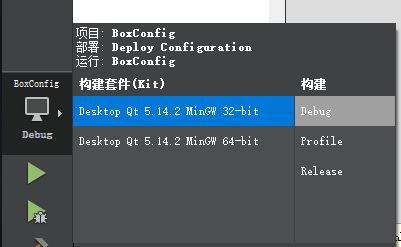 项目: BoxConfig
部署: Deploy Configuration
运行: BoxConfig
构建套件(Kit)
构建
BoxConfig
Debug
Desktop Qt 5.14.2 MinGW 32-bit
Debug
Desktop Qt 5.14.2 MinGW 64-bit
Profile
Release